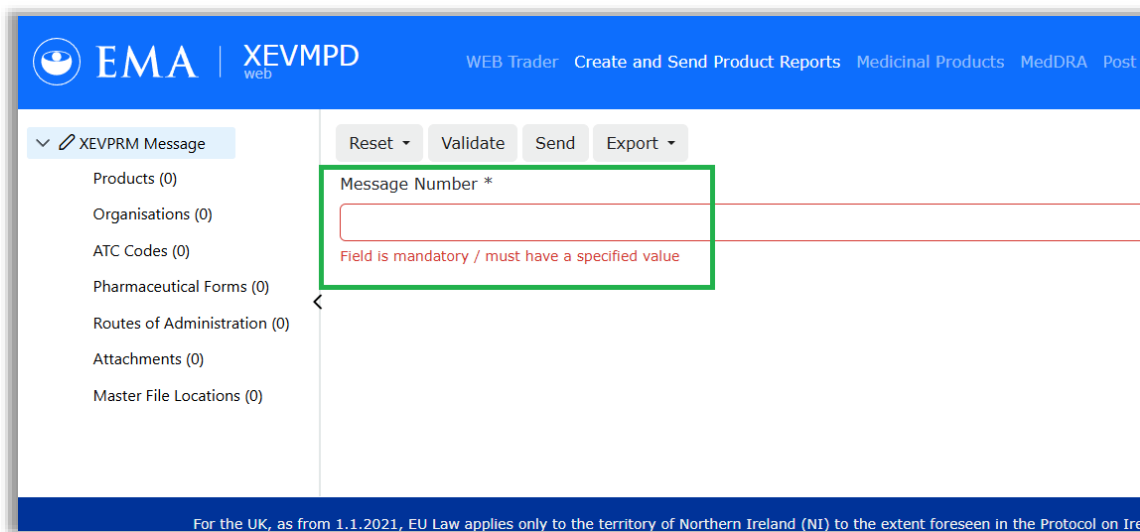 EMA | XEVMPD web
WEB Trader Create and Send Product Reports Medicinal Products MedDRA Post
XEVPRM Message
Products (0)
Organisations (0)
ATC Codes (0)
Pharmaceutical Forms (0)
Routes of Administration (0)
Attachments (0)
Master File Locations (0)
Reset Validate Send Export
Message Number *
Field is mandatory / must have a specified value
For the UK, as from 1.1.2021, EU Law applies only to the territory of Northern Ireland (NI) to the extent foreseen in the Protocol on